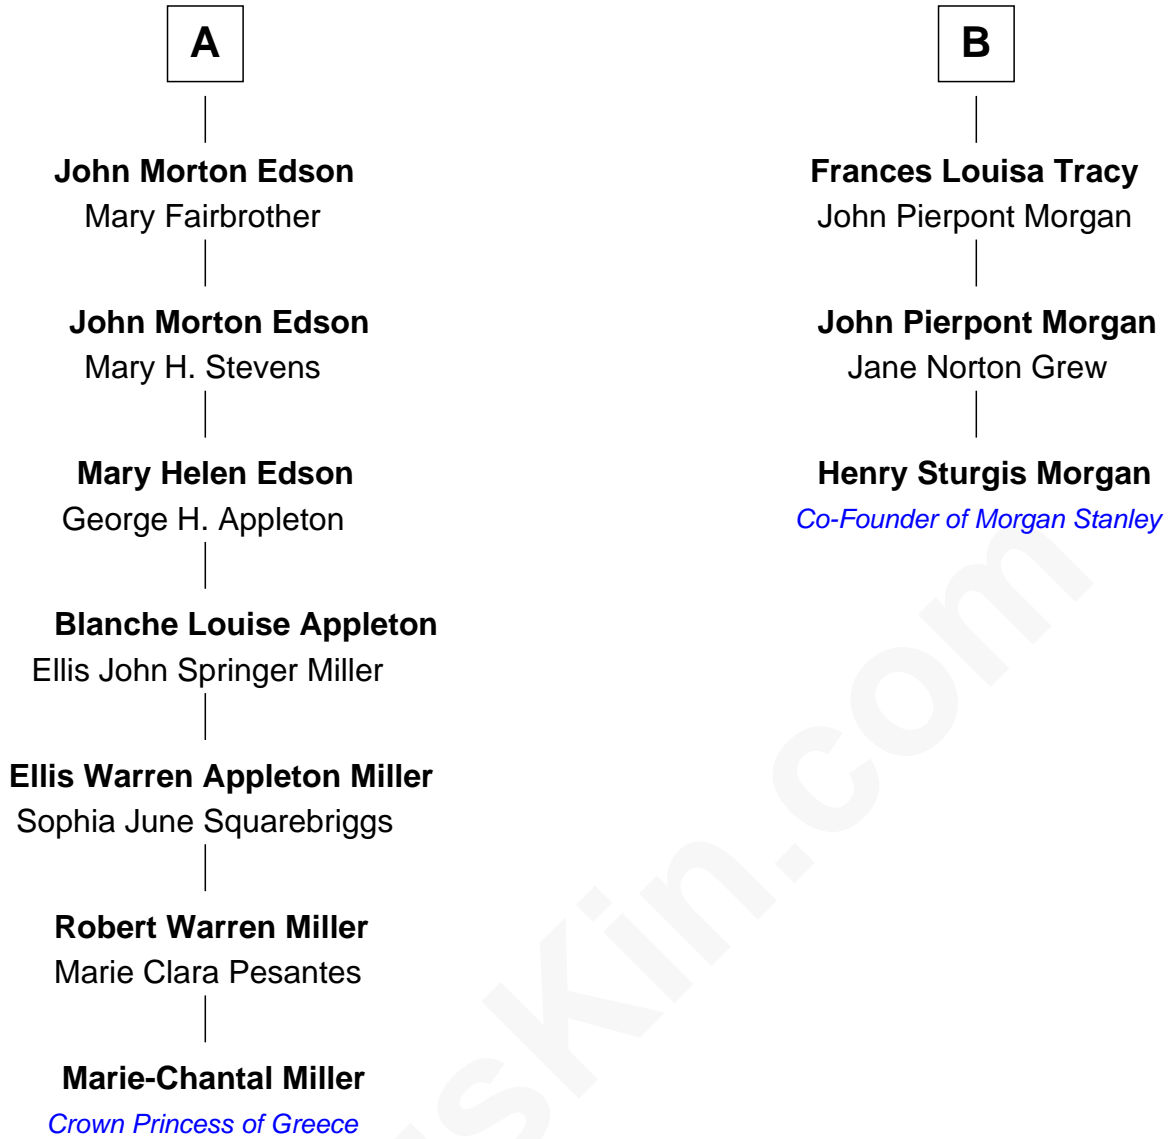 A
John Morton Edson
Mary Fairbrother
John Morton Edson
Mary H. Stevens
Mary Helen Edson
George H. Appleton
Blanche Louise Appleton
Ellis John Springer Miller
Ellis Warren Appleton Miller
Sophia June Squarebriggs
Robert Warren Miller
Marie Clara Pesantes
Marie-Chantal Miller
Crown Princess of Greece
B
Frances Louisa Tracy
John Pierpont Morgan
John Pierpont Morgan
Jane Norton Grew
Henry Sturgis Morgan
Co-Founder of Morgan Stanley